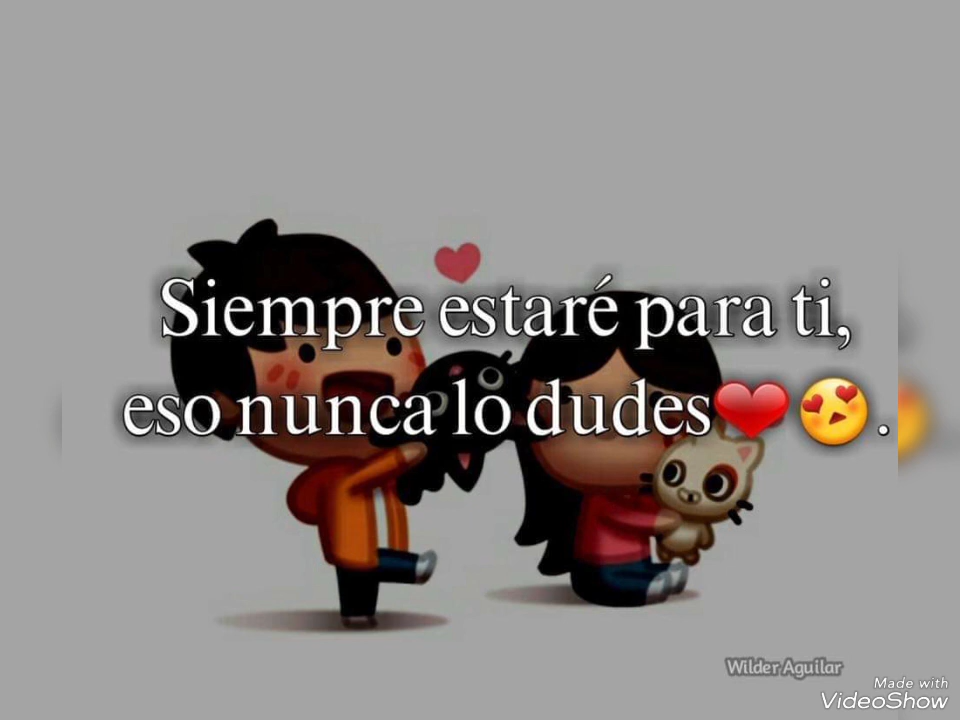 Siempre estaré para ti,
eso nunca lo dudes❤️😍.
Wilder Aguilar
Made with
VideoShow